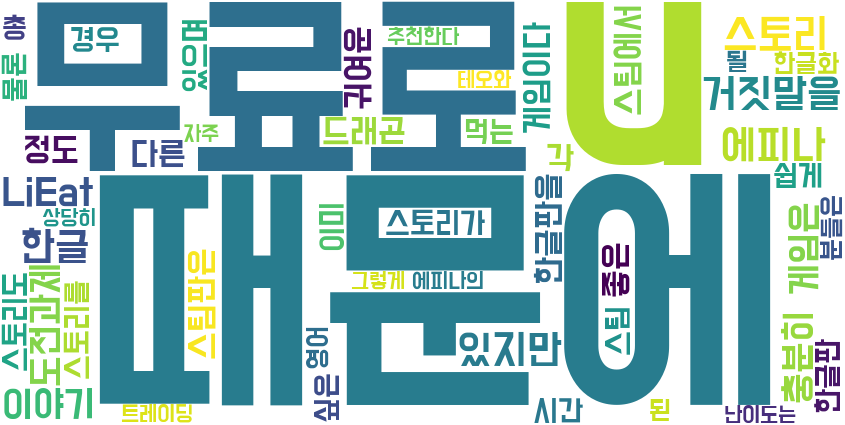 무료로
u
때문에
총
물론
경우
있으면
귀여운
추천한다
테오와
게임이다
스팀에서
스토리
될
한글화
거짓말을
정도
다른
자주
드래곤
먹는
각
에피나
쉽게
LiEat
상당히
한글
이미
스토리가
한글판을
좋은
게임은
분들은
스토리도
도전과제
스토리를
스팀판은
그렇게
에피나의
영어
있지만
스팀
충분히
한글판
이야기
트레이딩
싶은
시간
된
난이도는